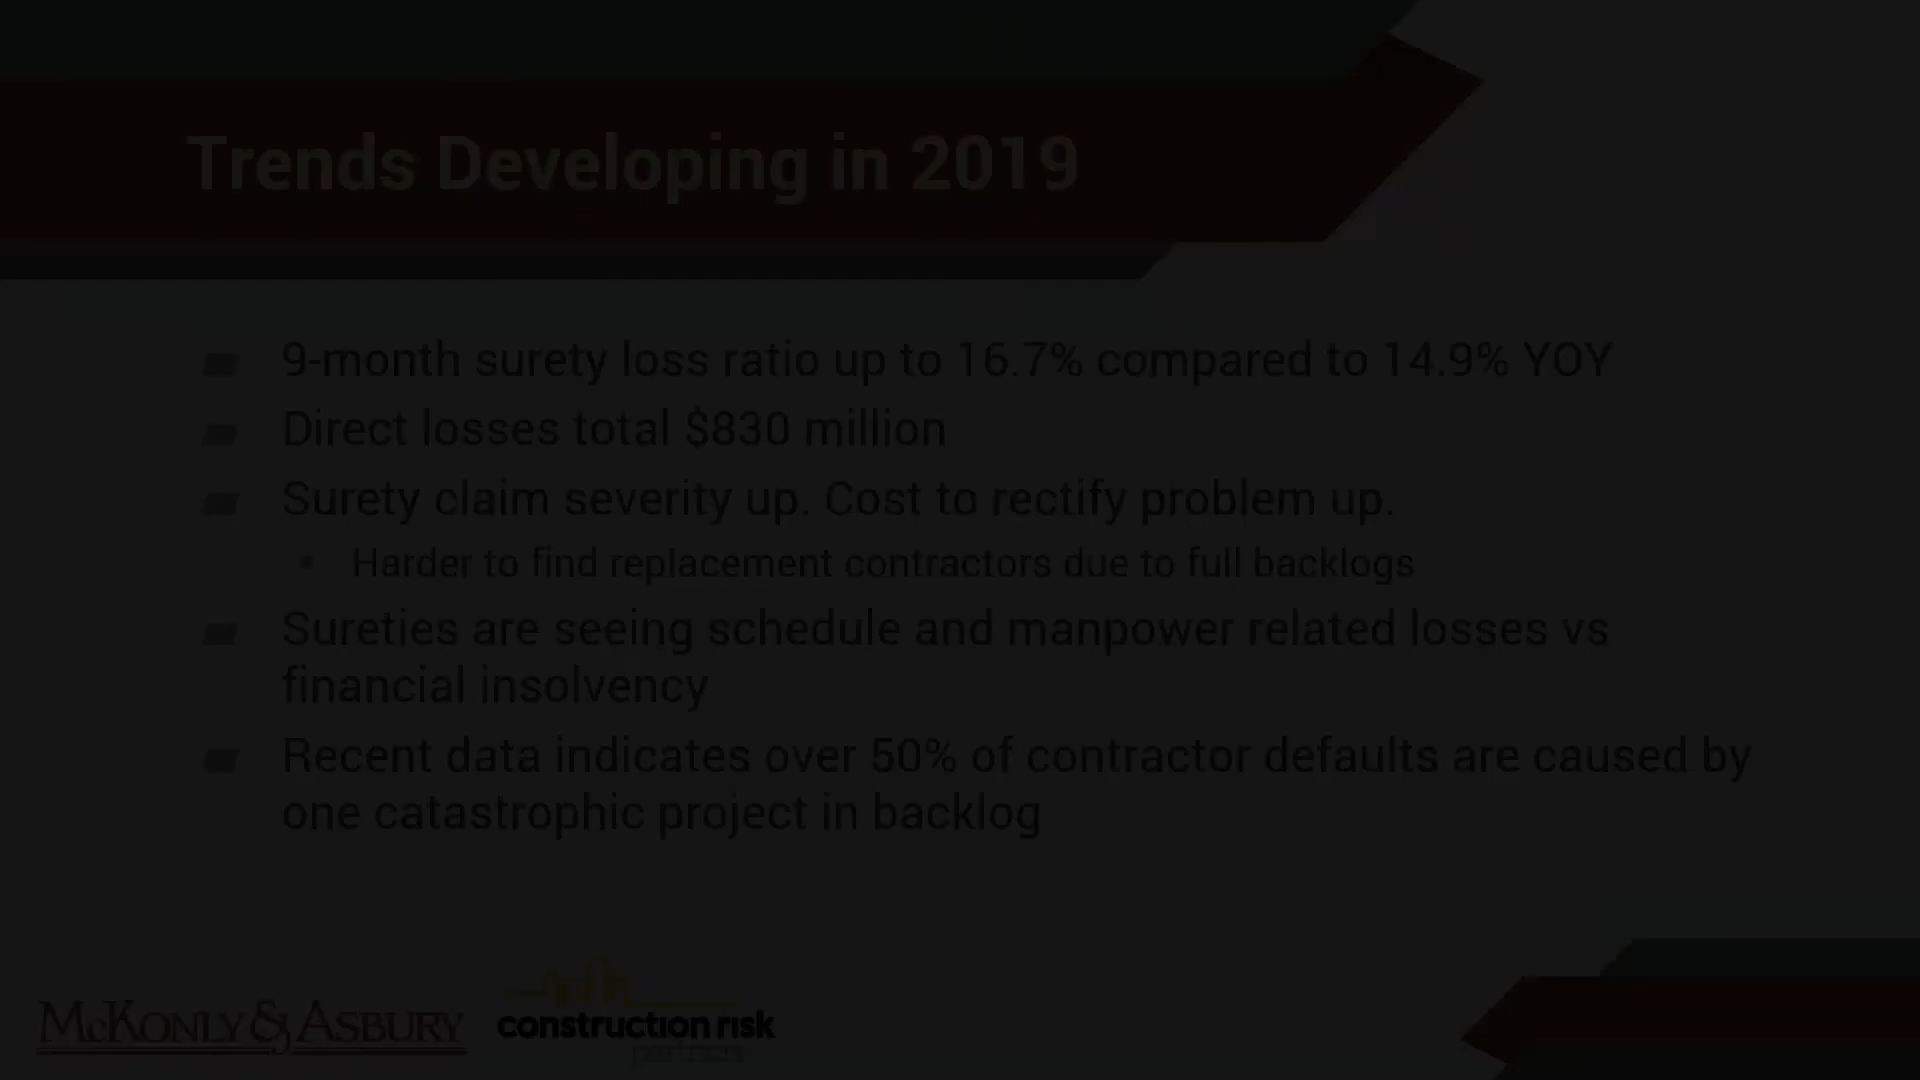 Trends Developing in 2019
9-month surety loss ratio up to 16.7% compared to 14.9% YOY
Direct losses total $830 million
Surety claim severity up. Cost to rectify problem up.
Harder to find replacement contractors due to full backlogs
Sureties are seeing schedule and manpower related losses vs
financial insolvency
Recent data indicates over 50% of contractor defaults are caused by
one catastrophic project in backlog
McKonly & Asbury
construction risk
partners